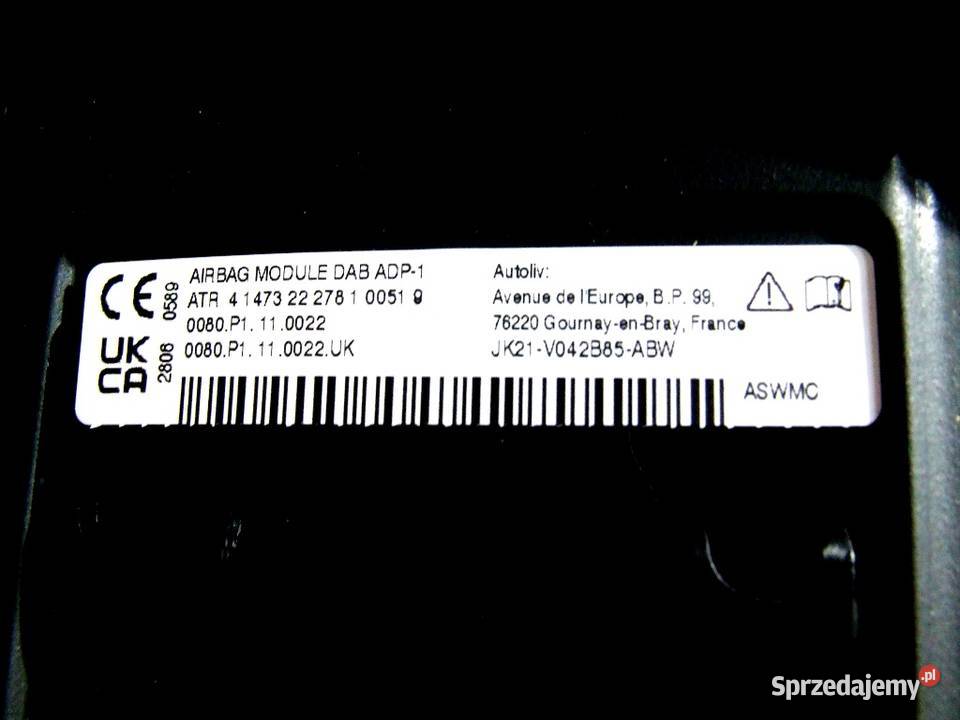 CE 0589
AIRBAG MODULE DAB ADP-1
ATR 4 1473 22 278 1 0051 9
0080.P1. 11.0022
UK CA 2806
0080.P1. 11.0022.UK
Autoliv:
Avenue de l'Europe, B.P. 99,
76220 Gournay-en-Bray, France
JK21-V042B85-ABW
ASWMC
Sprzedajemy.pl